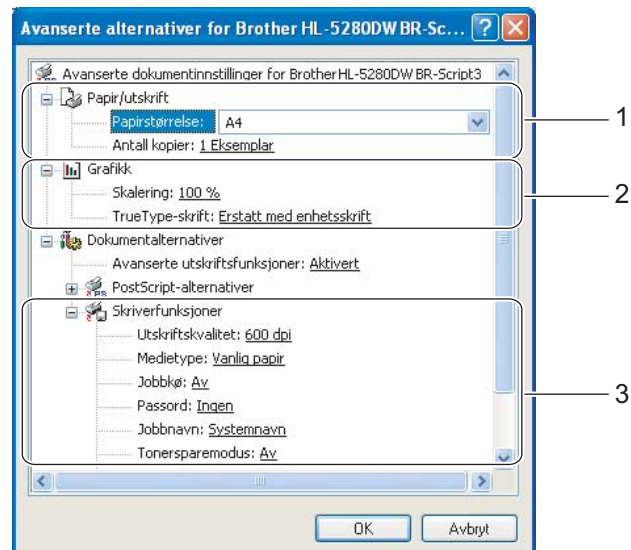 Avanserte alternativer for Brother HL-5280DW BR-Sc...
Avanserte dokumentinnstillinger for BrotherHL-5280DW BR-Script3
Papir/utskrift
Papirstørrelse: A4
Antall kopier: 1 Eksemplar
1
Grafikk
Skalering: 100 %
TrueType-skrift: Erstatt med enhetsskrift
2
Dokumentalternativer
Avanserte utskriftsfunksjoner: Aktivert
PostScript-alternativer
Skriverfunksjoner
Utskriftskvalitet: 600 dpi
Medietype: Vanlig papir
Jobbkø: Av
Passord: Ingen
Jobbnavn: Systemnavn
Tonersparemodus: Av
3
OK
Avbryt